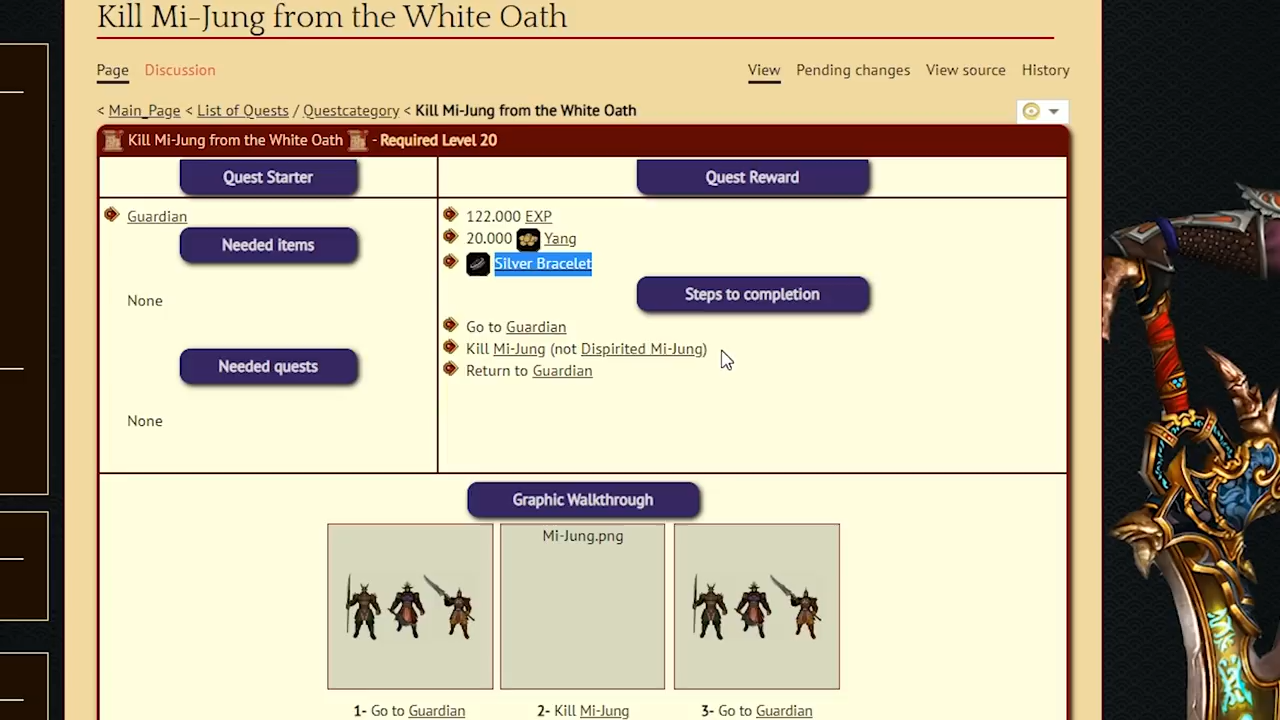 Kill Mi-Jung from the White Oath
Page Discussion View Pending changes View source History
< Main_Page < List of Quests / Questcategory < Kill Mi-Jung from the White Oath
Kill Mi-Jung from the White Oath - Required Level 20
Quest Starter
Quest Reward
Guardian
Needed items
None
Needed quests
None
122.000 EXP
20.000 Yang
Silver Bracelet
Steps to completion
Go to Guardian
Kill Mi-Jung (not Dispirited Mi-Jung)
Return to Guardian
Graphic Walkthrough
Mi-Jung.png
1- Go to Guardian
2- Kill Mi-Jung
3- Go to Guardian